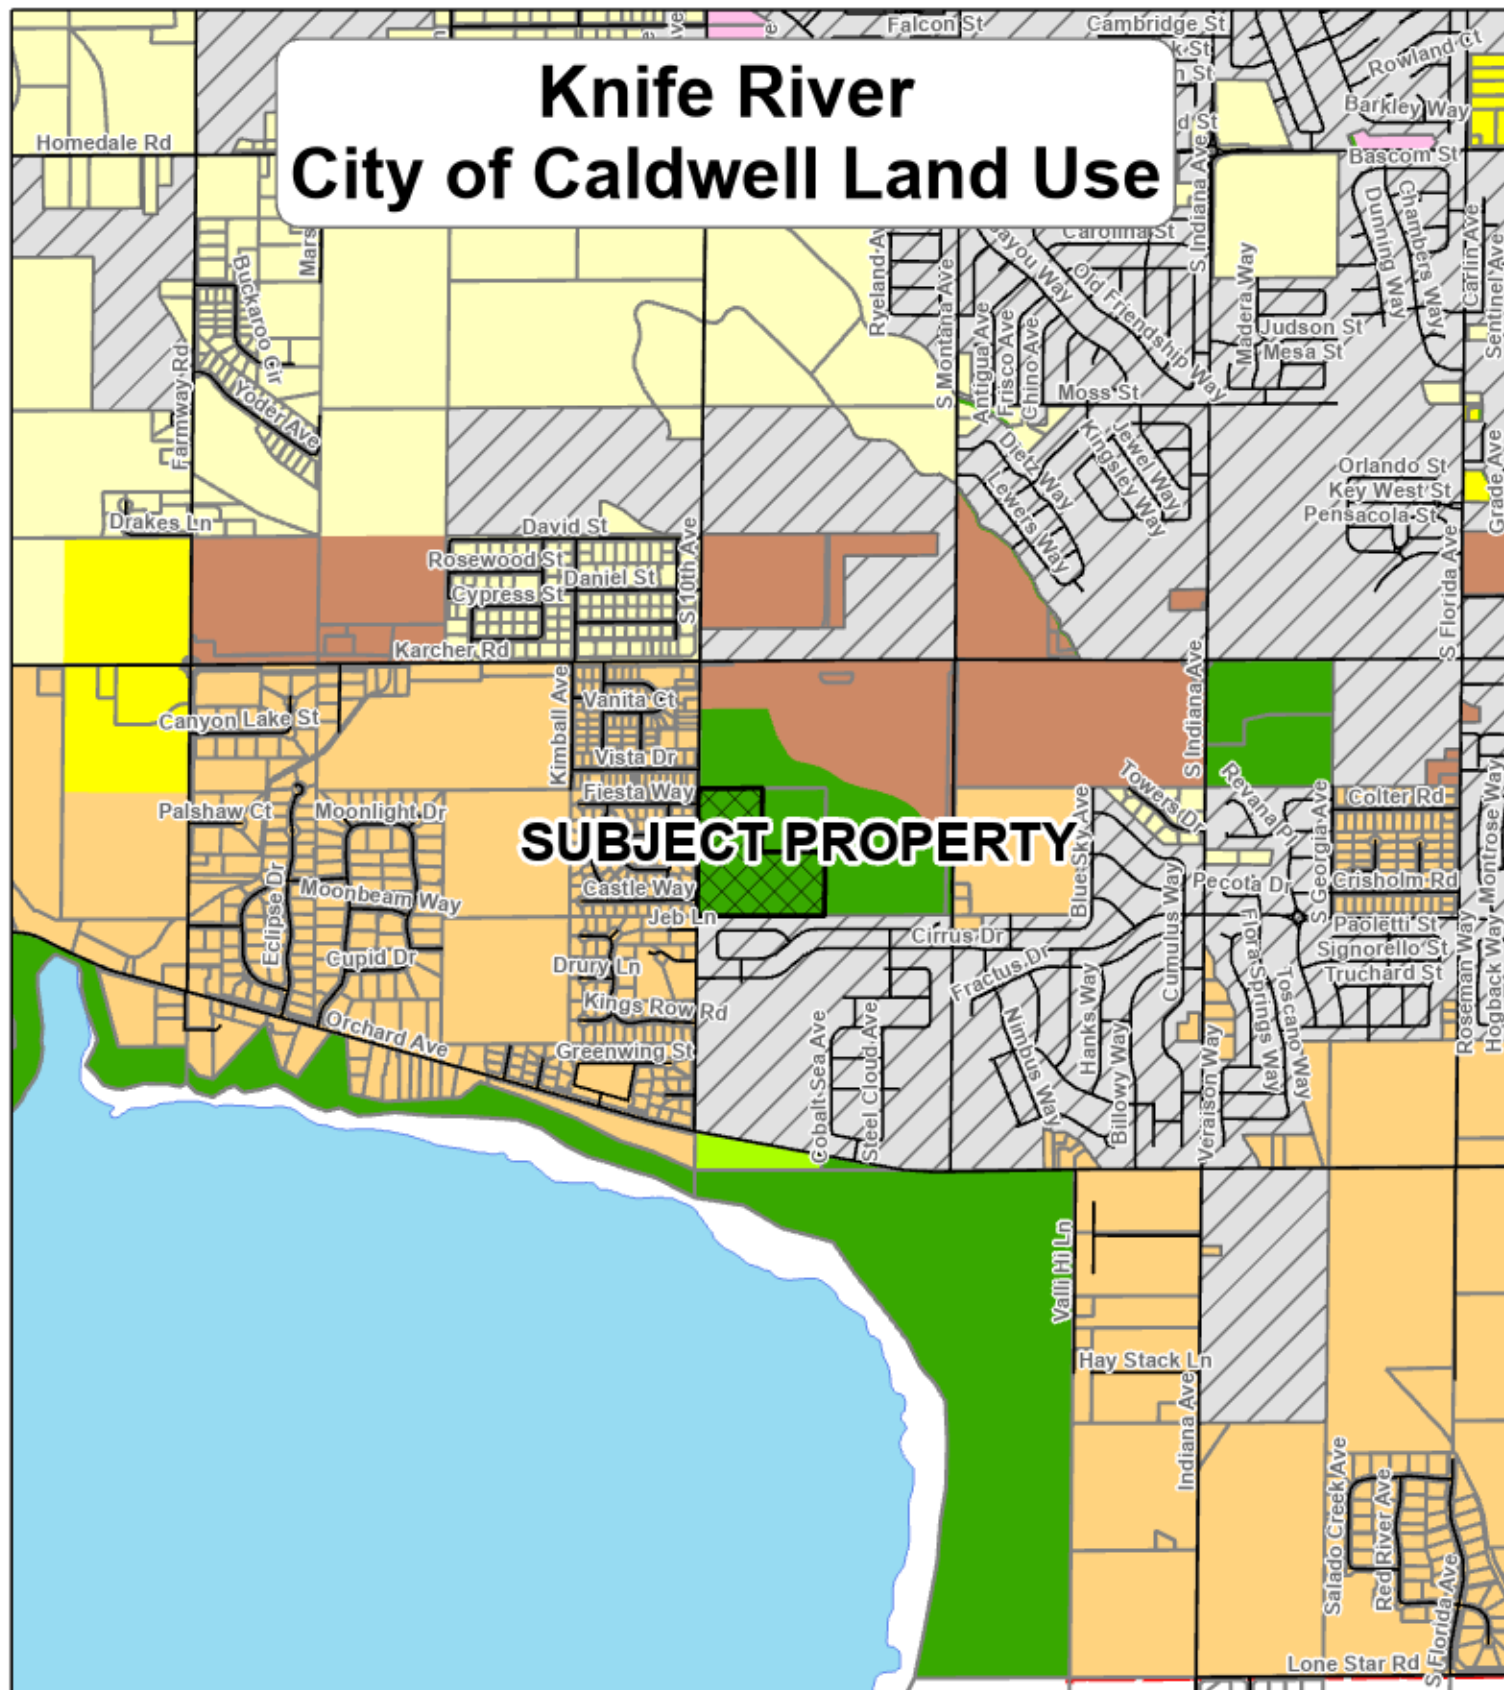 Falcon St
Cambridge St
k St
n St
Rowland Ct
Knife River
City of Caldwell Land Use
Barkley Way
d St
Homedale Rd
Bascom St
S Indiana Ave
Carolina St
Mars
Buckaroo Cir
Ryeland Av
S Montana Ave
Bayou Way
Old Friendship Way
Madera Way
Dunning Way
Chambers Way
Carlin Ave
Sentinel Ave
Judson St
Mesa St
Antigua Ave
Frisco Ave
Chino Ave
Moss St
Farmway Rd
Yoder Ave
Dietz Way
Kingsley Way
Jewel Way
Lewers Way
Orlando St
Key West St
Pensacola St
Grade Ave
Drakes Ln
David St
Rosewood St
Daniel St
Cypress St
S 10th Ave
Karcher Rd
S Florida Ave
S Indiana Ave
Kimball Ave
Vanita Ct
Canyon Lake St
Vista Dr
Fiesta Way
Towers Dr
Revana Pl
Colter Rd
Palshaw Ct
Moonlight Dr
SUBJECT PROPERTY
BlueSky Ave
S Georgia Ave
Montrose Way
Eclipse Dr
Moonbeam Way
Castle Way
Pecota Dr
Crisholm Rd
Jeb Ln
Cirrus Dr
Cumulus Way
Paoletti St
Cupid Dr
Drury Ln
Fractus Dr
Flora Springs Way
Toscano Way
Signorello St
Truchard St
Roseman Way
Hogback Way
Kings Row Rd
Orchard Ave
Greenwing St
Cobalt Sea Ave
Steel Cloud Ave
Nimbus Way
Hanks Way
Billowy Way
Veraison Way
Valli Hi Ln
Hay Stack Ln
Indiana Ave
Salado Creek Ave
Red River Ave
S Florida Ave
Lone Star Rd